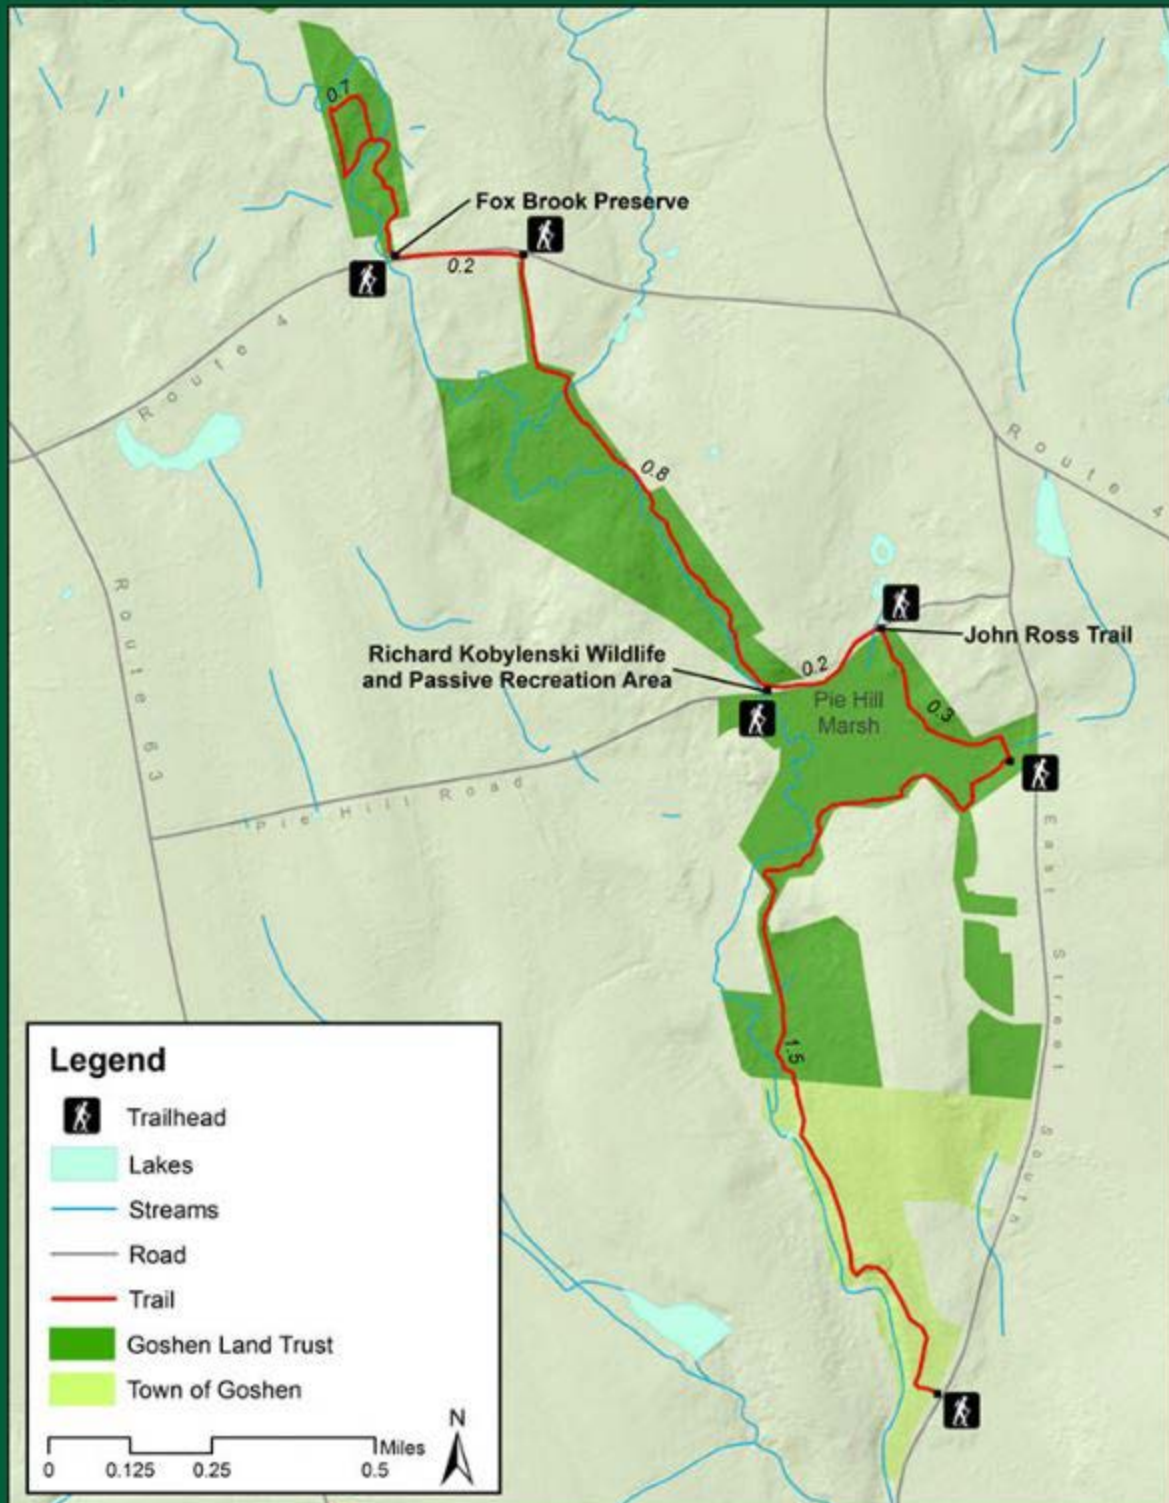 0.7
Fox Brook Preserve
0.2
Route 4
0.8
Route 4
Route 63
John Ross Trail
Richard Kobylenski Wildlife
and Passive Recreation Area
0.2
Pie Hill
Marsh
0.3
Pie Hill Road
East Street South
1.5
Legend
Trailhead
Lakes
Streams
Road
Trail
Goshen Land Trust
Town of Goshen
N
Miles
0 0.125 0.25 0.5